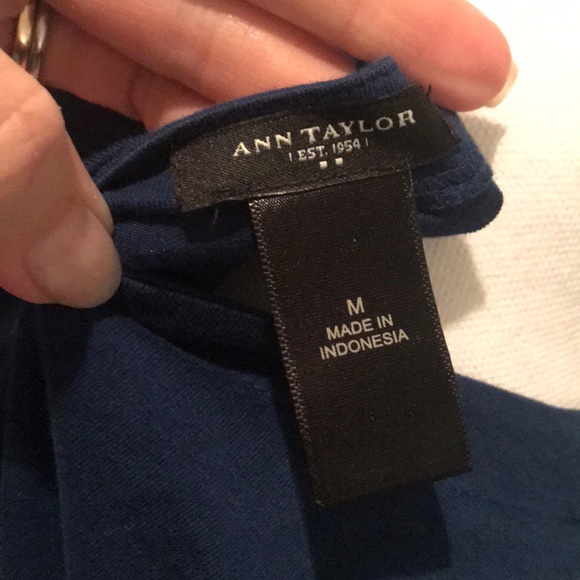 ANN TAYLOR
| EST. 1954 |
M
MADE IN
INDONESIA